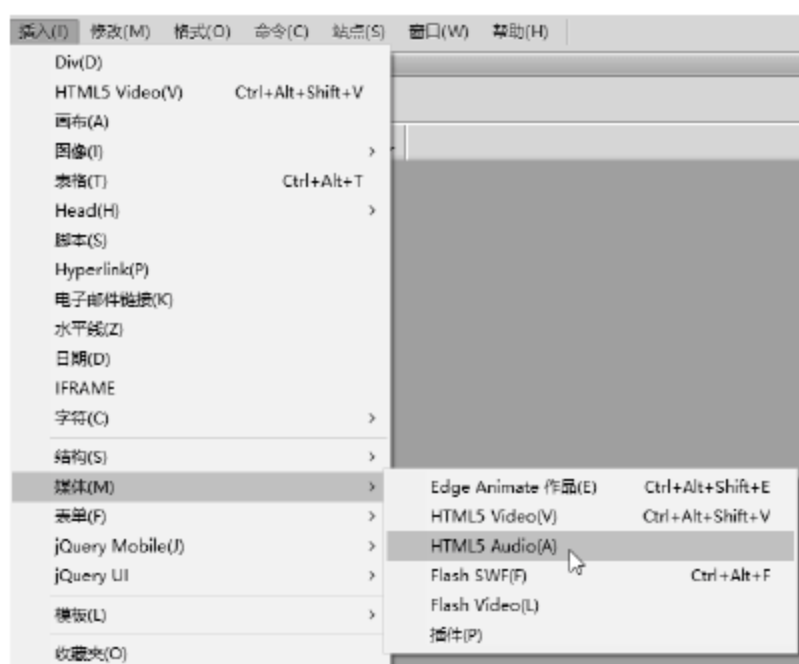 插入(I) 修改(M) 格式(O) 命令(C) 站点(S) 窗口(W) 帮助(H)
Div(D)
HTML5 Video(V) Ctrl+Alt+Shift+V
画布(A)
图像(I)
表格(T) Ctrl+Alt+T
Head(H)
脚本(S)
Hyperlink(P)
电子邮件链接(K)
水平线(Z)
日期(D)
IFRAME
字符(C)
结构(S)
媒体(M)
表单(F)
jQuery Mobile(J)
jQuery UI
模板(L)
收藏夹(O)
Edge Animate 作品(E) Ctrl+Alt+Shift+E
HTML5 Video(V) Ctrl+Alt+Shift+V
HTML5 Audio(A)
Flash SWF(F) Ctrl+Alt+F
Flash Video(L)
插件(P)